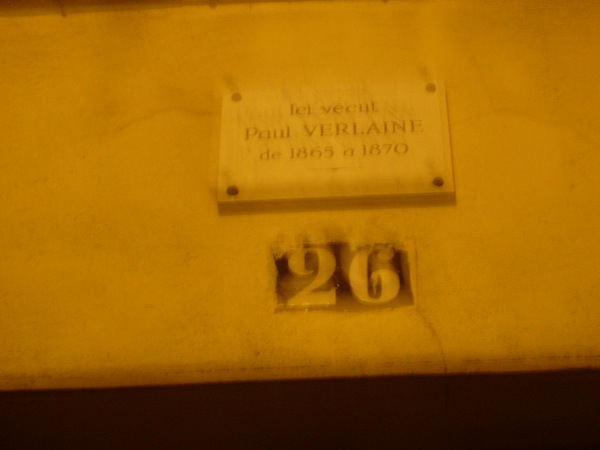 Ici vécut
Paul VERLAINE
de 1865 a 1870
26